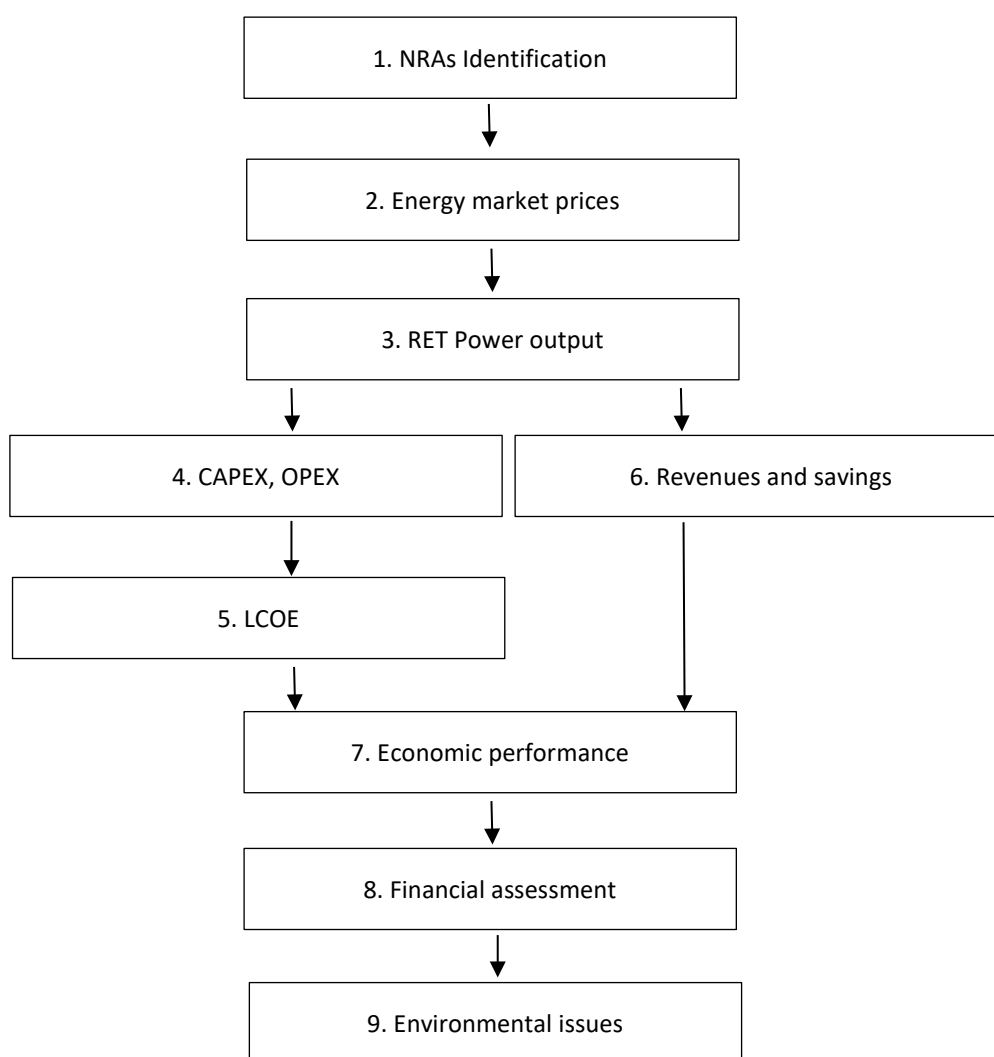 1. NRAs Identification
2. Energy market prices
3. RET Power output
4. CAPEX, OPEX
6. Revenues and savings
5. LCOE
7. Economic performance
8. Financial assessment
9. Environmental issues